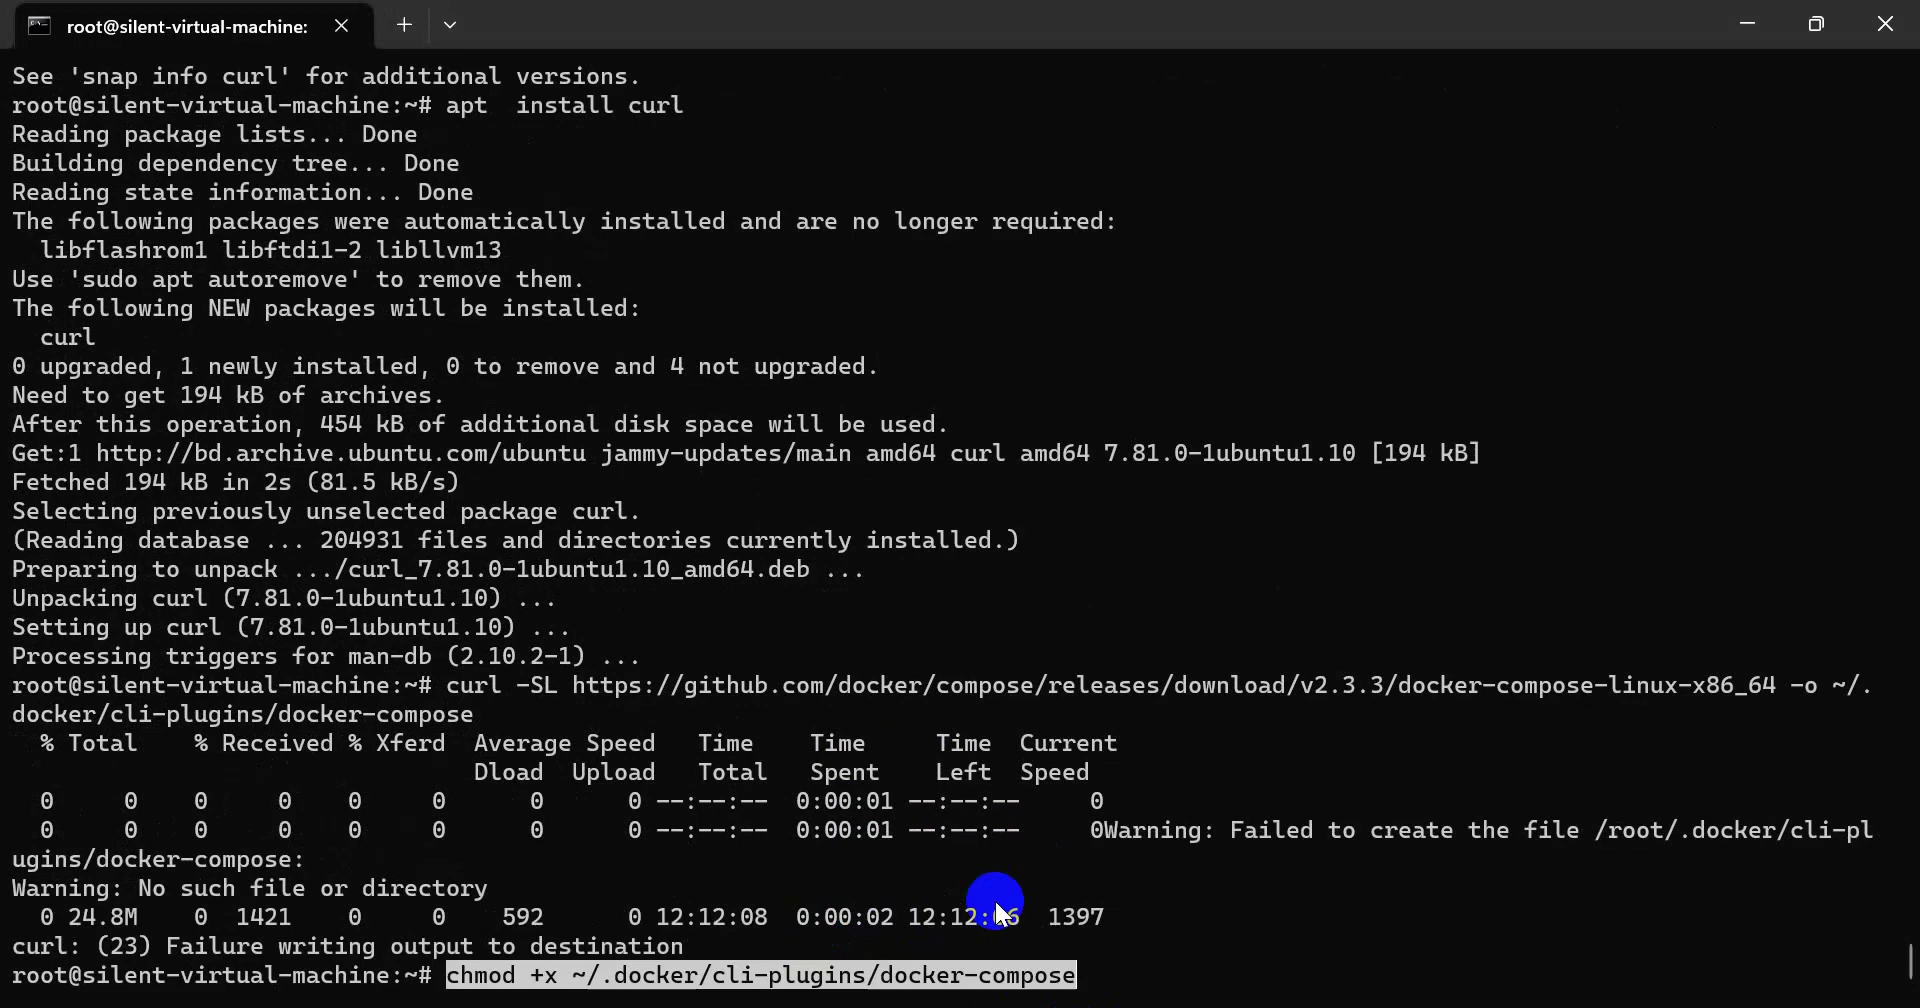 root@silent-virtual-machine:
See 'snap info curl' for additional versions.
root@silent-virtual-machine:~# apt  install curl
Reading package lists... Done
Building dependency tree... Done
Reading state information... Done
The following packages were automatically installed and are no longer required:
  libflashrom1 libftdi1-2 libllvm13
Use 'sudo apt autoremove' to remove them.
The following NEW packages will be installed:
  curl
0 upgraded, 1 newly installed, 0 to remove and 4 not upgraded.
Need to get 194 kB of archives.
After this operation, 454 kB of additional disk space will be used.
Get:1 http://bd.archive.ubuntu.com/ubuntu jammy-updates/main amd64 curl amd64 7.81.0-1ubuntu1.10 [194 kB]
Fetched 194 kB in 2s (81.5 kB/s)
Selecting previously unselected package curl.
(Reading database ... 204931 files and directories currently installed.)
Preparing to unpack .../curl_7.81.0-1ubuntu1.10_amd64.deb ...
Unpacking curl (7.81.0-1ubuntu1.10) ...
Setting up curl (7.81.0-1ubuntu1.10) ...
Processing triggers for man-db (2.10.2-1) ...
root@silent-virtual-machine:~# curl -SL https://github.com/docker/compose/releases/download/v2.3.3/docker-compose-linux-x86_64 -o ~/.
docker/cli-plugins/docker-compose
  % Total    % Received % Xferd  Average Speed   Time    Time     Time  Current
                                 Dload  Upload   Total   Spent    Left  Speed
  0     0    0     0    0     0      0      0 --:--:--  0:00:01 --:--:--     0
  0     0    0     0    0     0      0      0 --:--:--  0:00:01 --:--:--     0Warning: Failed to create the file /root/.docker/cli-pl
ugins/docker-compose:
Warning: No such file or directory
  0 24.8M    0  1421    0     0    592      0 12:12:08  0:00:02 12:12:06  1397
curl: (23) Failure writing output to destination
root@silent-virtual-machine:~# chmod +x ~/.docker/cli-plugins/docker-compose